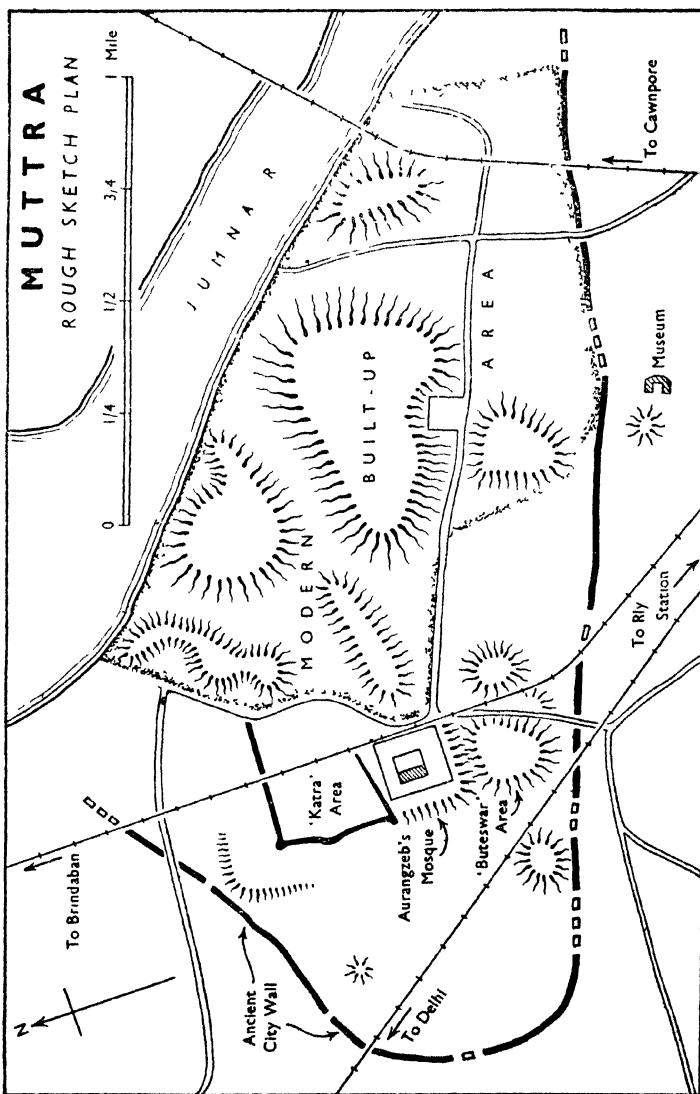 MUTTRA
ROUGH SKETCH PLAN
0 1/4 1/2 3/4 1 Mile
JUMNA R
N
To Brindaban
Ancient
City Wall
'Katra'
Area
Aurangzeb's
Mosque
'Buteswar'
Area
To Delhi
MODERN
BUILT-UP
AREA
To Rly
Station
Museum
To Cawnpore